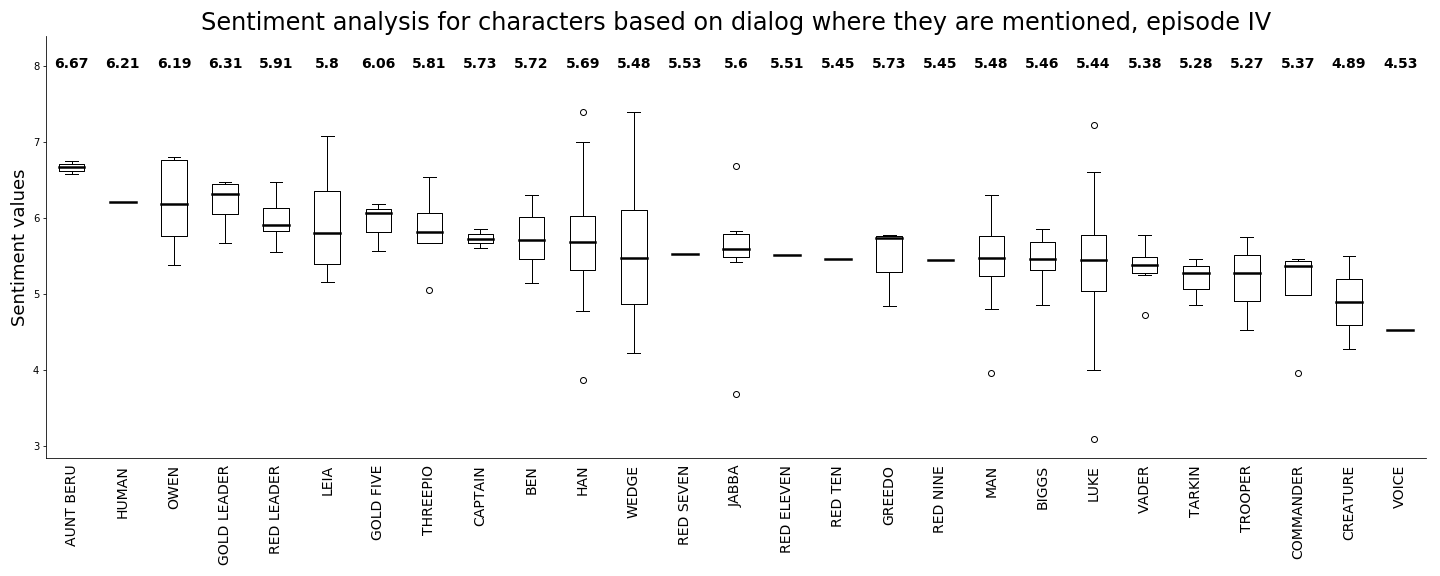 Sentiment analysis for characters based on dialog where they are mentioned, episode IV
6.67 6.21 6.19 6.31 5.91 5.8 6.06 5.81 5.73 5.72 5.69 5.48 5.53 5.6 5.51 5.45 5.73 5.45 5.48 5.46 5.44 5.38 5.28 5.27 5.37 4.89 4.53
Sentiment values
8
7
6
5
4
3
AUNT BERU
HUMAN
OWEN
GOLD LEADER
RED LEADER
LEIA
GOLD FIVE
THREEPIO
CAPTAIN
BEN
HAN
WEDGE
RED SEVEN
JABBA
RED ELEVEN
RED TEN
GREEDO
RED NINE
MAN
BIGGS
LUKE
VADER
TARKIN
TROOPER
COMMANDER
CREATURE
VOICE